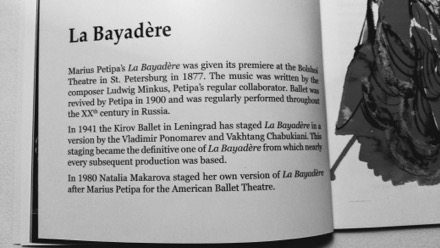 La Bayadère
Marius Petipa's La Bayadère was given its premiere at the Bolshoi
Theatre in St. Petersburg in 1877. The music was written by the
composer Ludwig Minkus, Petipa's regular collaborator. Ballet was
revived by Petipa in 1900 and was regularly performed throughout
the XXth century in Russia.
In 1941 the Kirov Ballet in Leningrad has staged La Bayadère in a
version by the Vladimir Ponomarev and Vakhtang Chabukiani. This
staging became the definitive one of La Bayadère from which nearly
every subsequent production was based.
In 1980 Natalia Makarova staged her own version of La Bayadère
after Marius Petipa for the American Ballet Theatre.